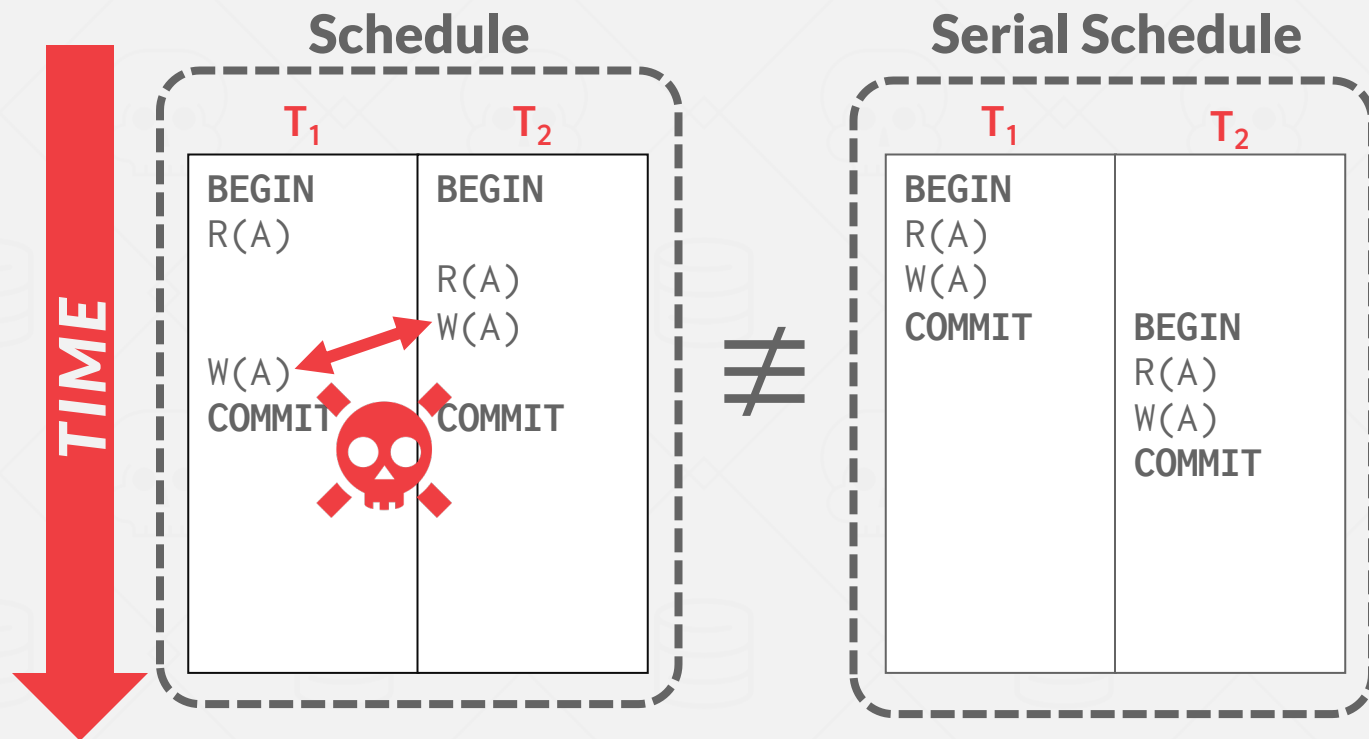 Schedule
T₁ T₂
BEGIN BEGIN
R(A)
R(A)
W(A)
W(A)
COMMIT COMMIT
TIME
≢
Serial Schedule
T₁ T₂
BEGIN
R(A)
W(A)
COMMIT BEGIN
R(A)
W(A)
COMMIT